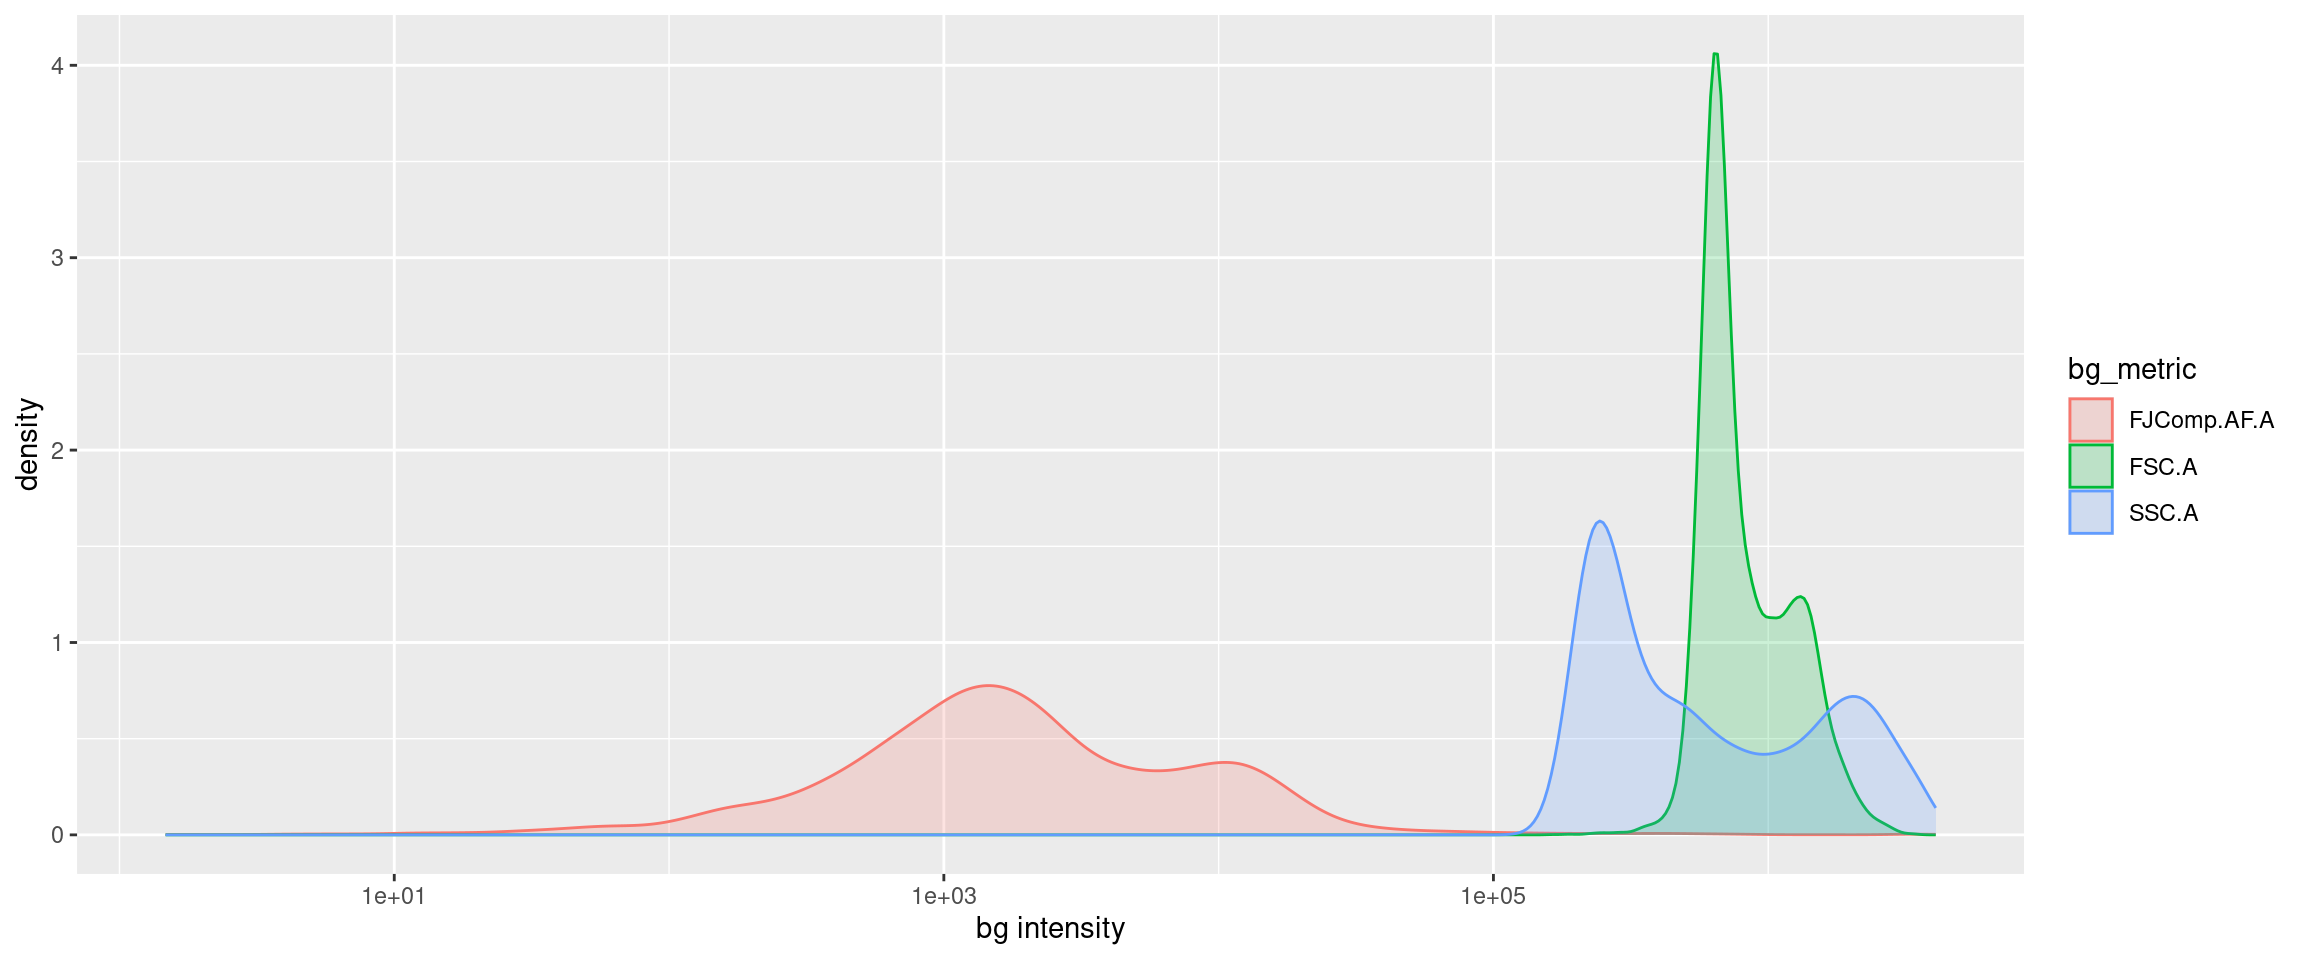 density
4
3
2
1
0
1e+01
1e+03
1e+05
bg intensity
bg_metric
FJComp.AF.A
FSC.A
SSC.A